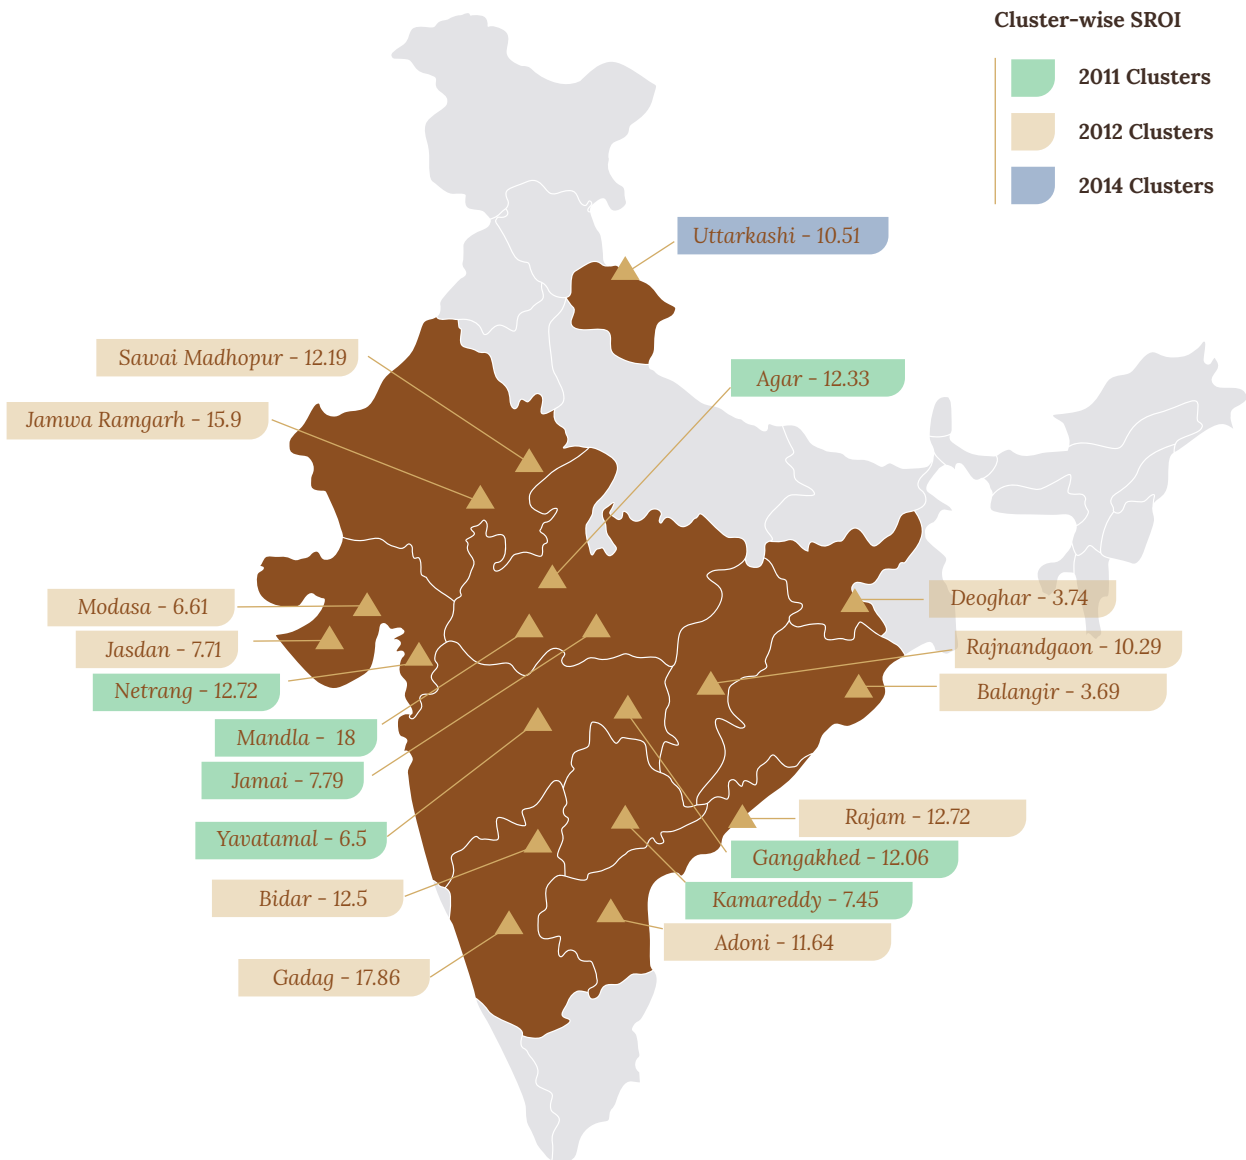 Cluster-wise SROI
2011 Clusters
2012 Clusters
2014 Clusters
Uttarkashi - 10.51
Sawai Madhopur - 12.19
Agar - 12.33
Jamwa Ramgarh - 15.9
Modasa - 6.61
Deoghar - 3.74
Jasdan - 7.71
Rajnandgaon - 10.29
Netrang - 12.72
Balangir - 3.69
Mandla - 18
Jamai - 7.79
Yavatamal - 6.5
Rajam - 12.72
Gangakhed - 12.06
Bidar - 12.5
Kamareddy - 7.45
Adoni - 11.64
Gadag - 17.86